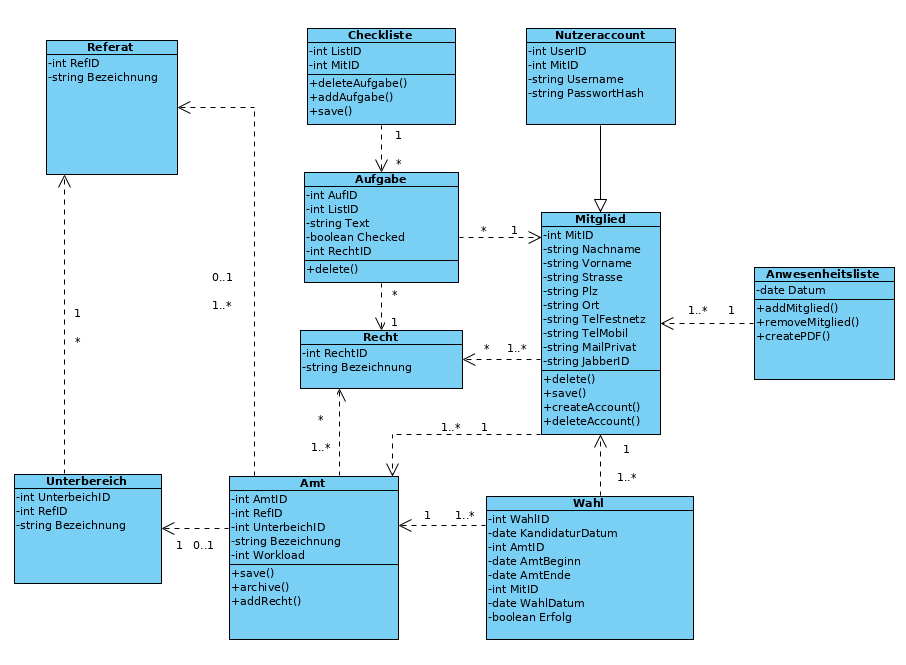 Referat
-int RefID
-string Bezeichnung
Checkliste
-int ListID
-int MitID
+deleteAufgabe()
+addAufgabe()
+save()
Nutzeraccount
-int UserID
-int MitID
-string Username
-string PasswortHash
1
*
Aufgabe
-int AufID
-int ListID
-string Text
-boolean Checked
-int RechtID
+delete()
* 1
Mitglied
-int MitID
-string Nachname
-string Vorname
-string Strasse
-string Plz
-string Ort
-string TelFestnetz
-string TelMobil
-string MailPrivat
-string JabberID
+delete()
+save()
+createAccount()
+deleteAccount()
Anwesenheitsliste
-date Datum
+addMitglied()
+removeMitglied()
+createPDF()
1..* 1
0..1
1..*
*
1
1
*
Recht
-int RechtID
-string Bezeichnung
* 1..*
*
1..*
1..* 1
1
1..*
Unterbereich
-int UnterbeichID
-int RefID
-string Bezeichnung
1 0..1
Amt
-int AmtID
-int RefID
-int UnterbeichID
-string Bezeichnung
-int Workload
+save()
+archive()
+addRecht()
1 1..*
Wahl
-int WahlID
-date KandidaturDatum
-int AmtID
-date AmtBeginn
-date AmtEnde
-int MitID
-date WahlDatum
-boolean Erfolg